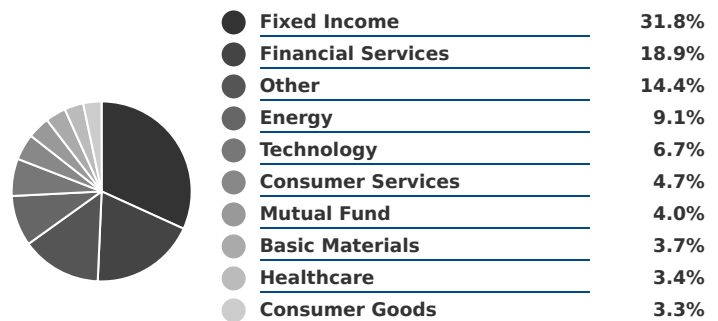 Fixed Income 31.8%
Financial Services 18.9%
Other 14.4%
Energy 9.1%
Technology 6.7%
Consumer Services 4.7%
Mutual Fund 4.0%
Basic Materials 3.7%
Healthcare 3.4%
Consumer Goods 3.3%